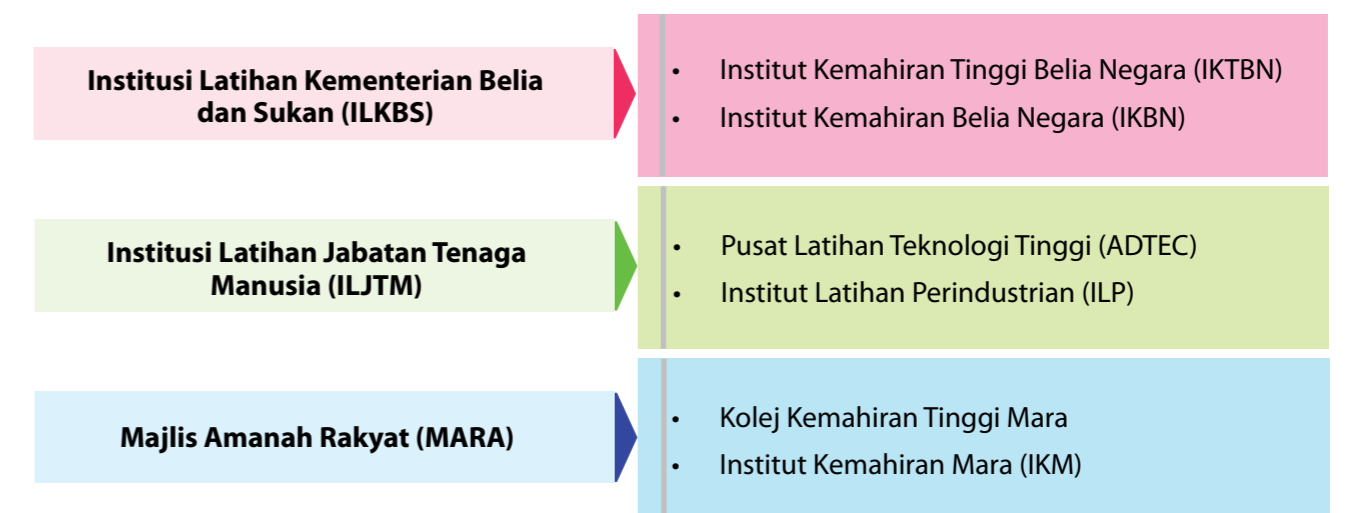 Institusi Latihan Kementerian Belia
dan Sukan (ILKBS)
• Institut Kemahiran Tinggi Belia Negara (IKTBN)
• Institut Kemahiran Belia Negara (IKBN)
Institusi Latihan Jabatan Tenaga
Manusia (ILJTM)
• Pusat Latihan Teknologi Tinggi (ADTEC)
• Institut Latihan Perindustrian (ILP)
Majlis Amanah Rakyat (MARA)
• Kolej Kemahiran Tinggi Mara
• Institut Kemahiran Mara (IKM)